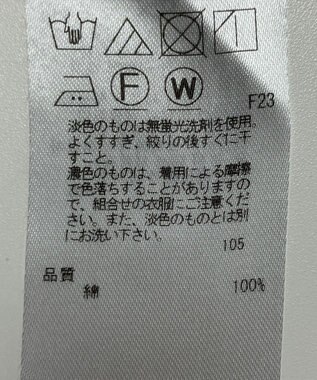 F
W
F23
淡色のものは無蛍光洗剤を使用。
よくすすぎ、絞りの後すぐに干
すこと。
濃色のものは、着用による摩擦
で色落ちすることがありますの
で、組合せの衣服にご注意くだ
さい。また、淡色のものとは別
にお洗い下さい。
105
品質
綿 100%